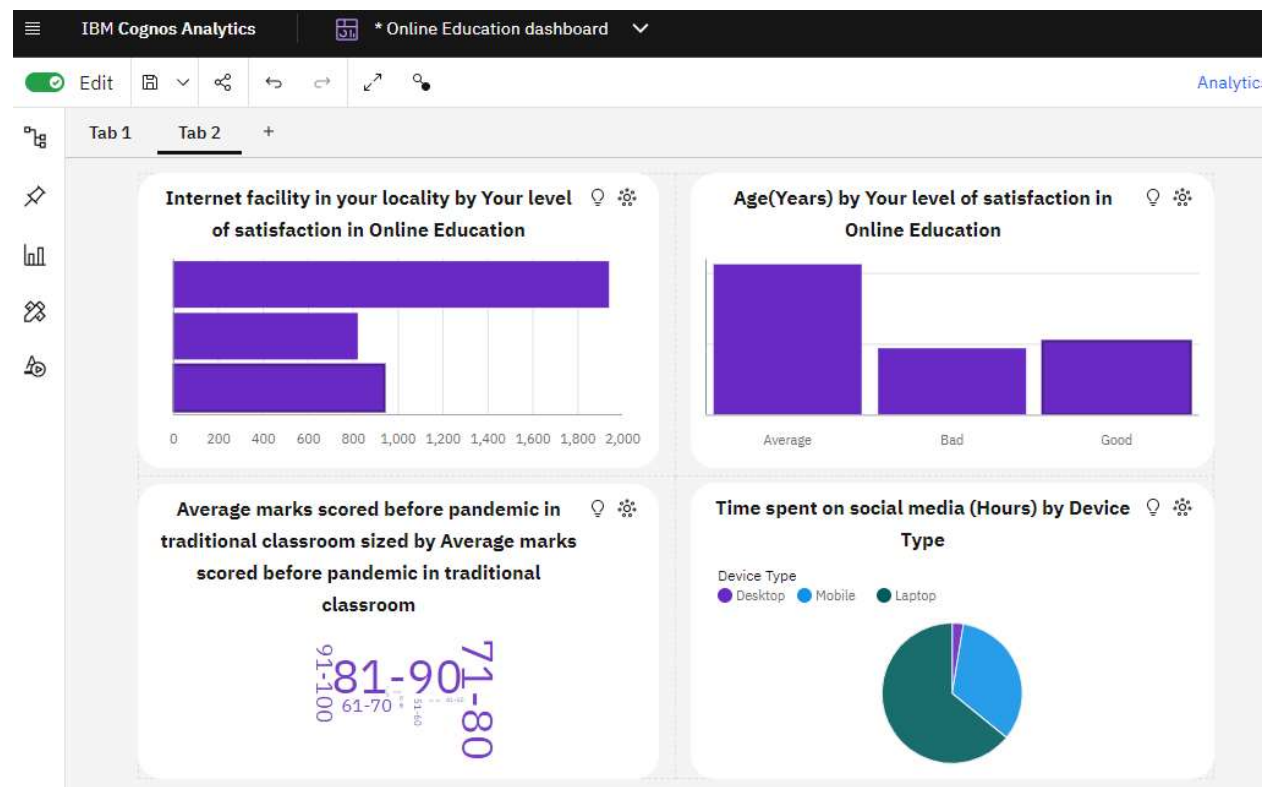 IBM Cognos Analytics
* Online Education dashboard
Edit
Analytic
Tab 1 Tab 2 +
Internet facility in your locality by Your level
of satisfaction in Online Education
0 200 400 600 800 1,000 1,200 1,400 1,600 1,800 2,000
Age(Years) by Your level of satisfaction in
Online Education
Average Bad Good
Average marks scored before pandemic in
traditional classroom sized by Average marks
scored before pandemic in traditional
classroom
91-100
81-90
71-80
61-70
51-60
Time spent on social media (Hours) by Device
Type
Device Type
Desktop Mobile Laptop